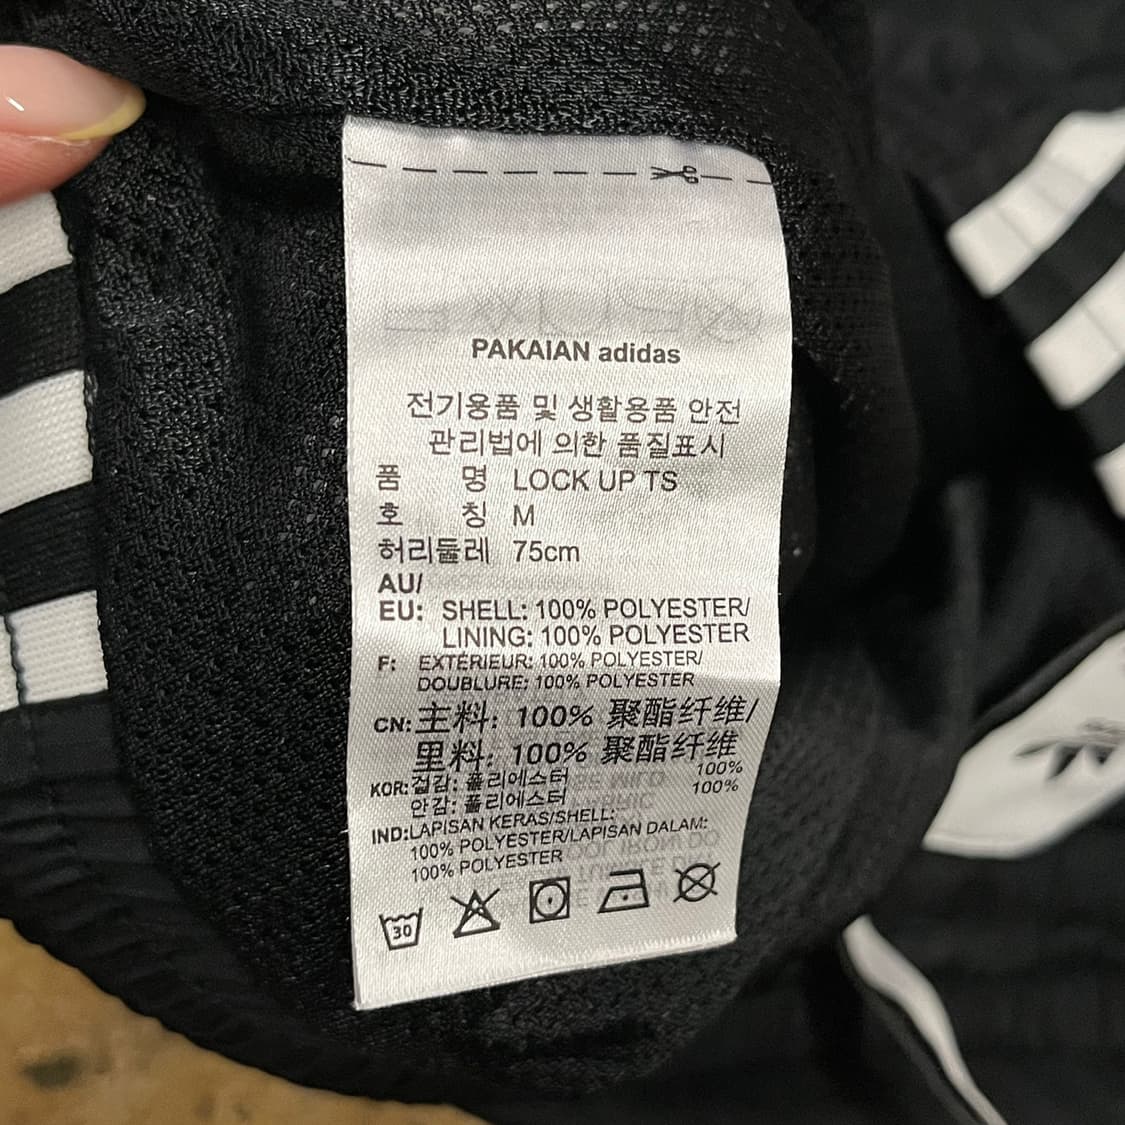 PAKAIAN adidas
전기용품 및 생활용품 안전
관리법에 의한 품질표시
품 명 LOCK UP TS
호 칭 M
허리둘레 75cm
AU/
EU: SHELL: 100% POLYESTER/
LINING: 100% POLYESTER
F: EXTÉRIEUR: 100% POLYESTER/
DOUBLURE: 100% POLYESTER
CN: 主料: 100% 聚酯纤维/
里料: 100% 聚酯纤维
KOR: 겉감: 폴리에스터 100%
안감: 폴리에스터 100%
IND: LAPISAN KERAS/SHELL:
100% POLYESTER/LAPISAN DALAM:
100% POLYESTER
30